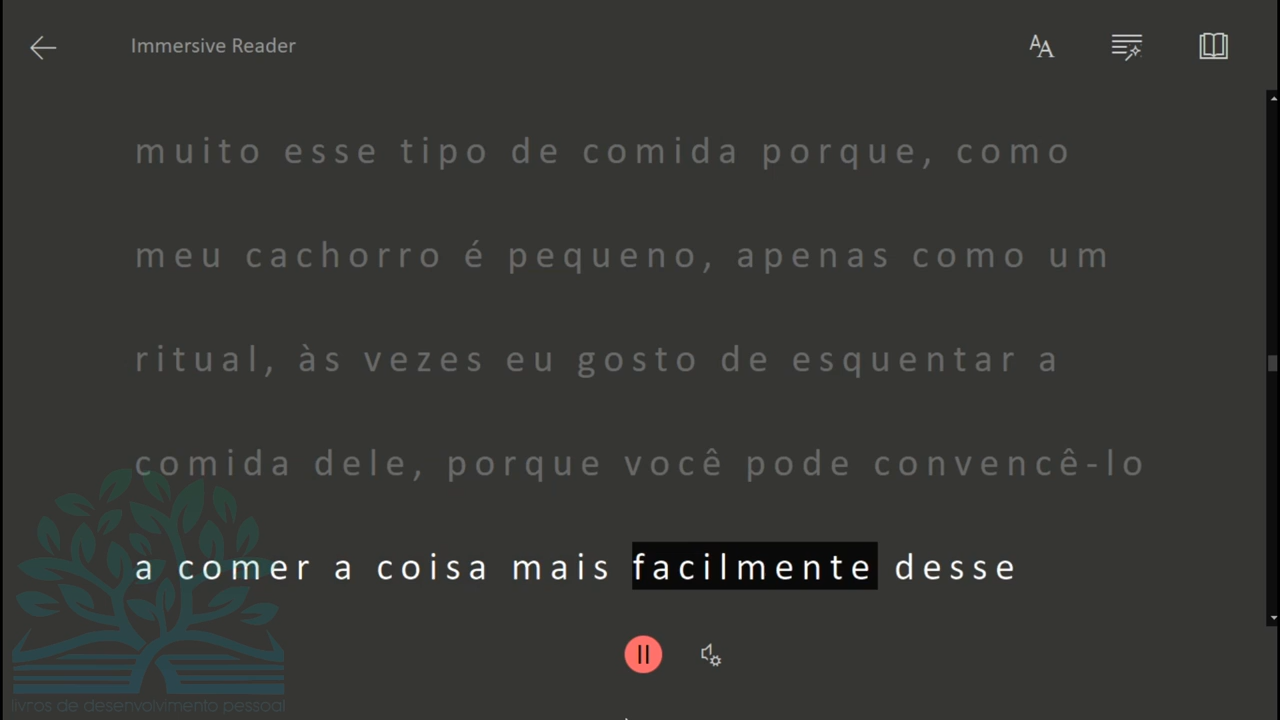 Immersive Reader
muito esse tipo de comida porque, como
meu cachorro é pequeno, apenas como um
ritual, às vezes eu gosto de esquentar a
comida dele, porque você pode convencê-lo
a comer a coisa mais facilmente desse
livros de desenvolvimento pessoal